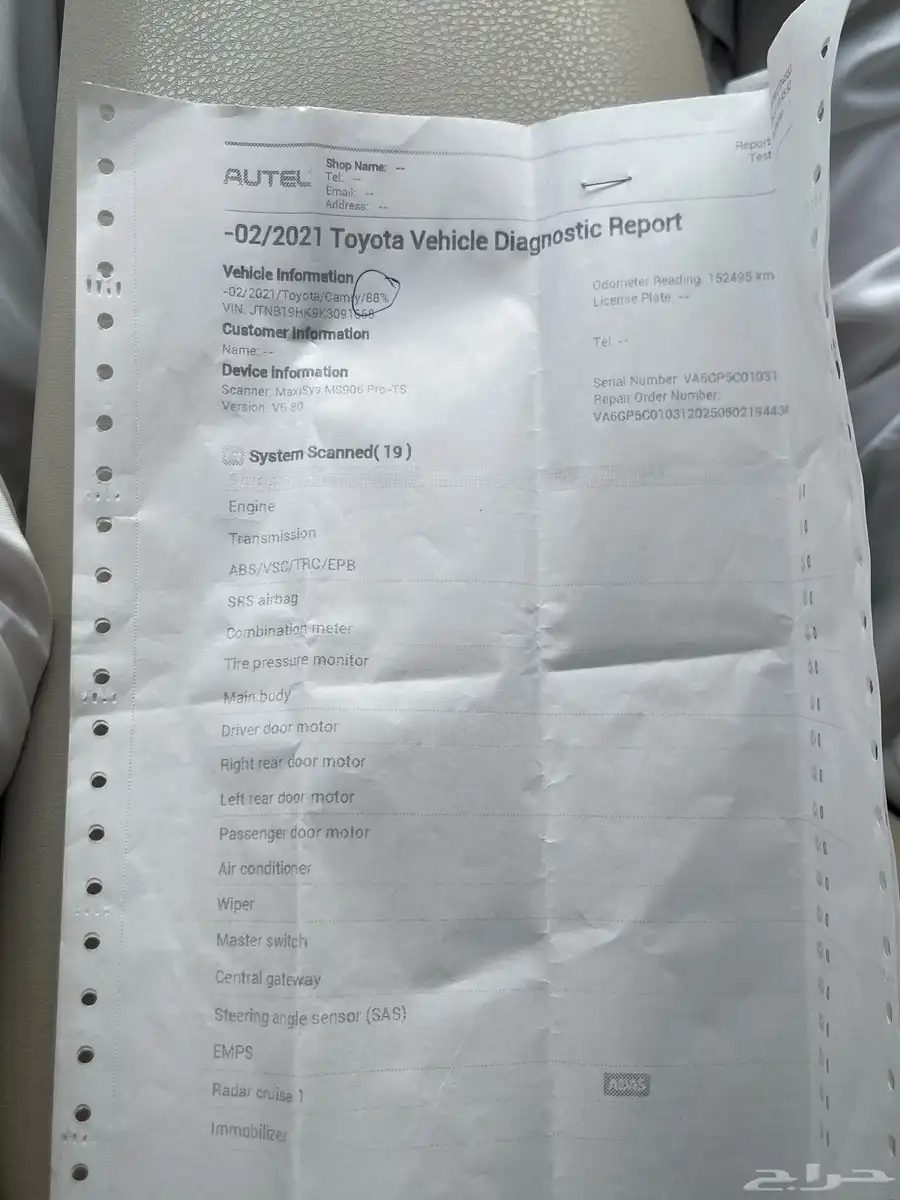 AUTEL
Shop Name: --
Tel: --
Email: --
Address: --
Report
Test
-02/2021 Toyota Vehicle Diagnostic Report
Vehicle Information
-02/2021/Toyota/Camry/88%
VIN: JTNB19HK9K3091568
Odometer Reading: 152495 km
License Plate: --
Customer Information
Name: --
Tel: --
Device Information
Scanner: MaxiSys MS906 Pro-TS
Version: V6.80
Serial Number: VA6GP5C01031
Repair Order Number:
VA6GP5C0103120250502194436
System Scanned( 19 )
Engine
Transmission
ABS/VSC/TRC/EPB
SRS airbag
Combination meter
Tire pressure monitor
Main body
Driver door motor
Right rear door motor
Left rear door motor
Passenger door motor
Air conditioner
Wiper
Master switch
Central gateway
Steering angle sensor (SAS)
EMPS
Radar cruise 1
ADAS
Immobilizer
حراج